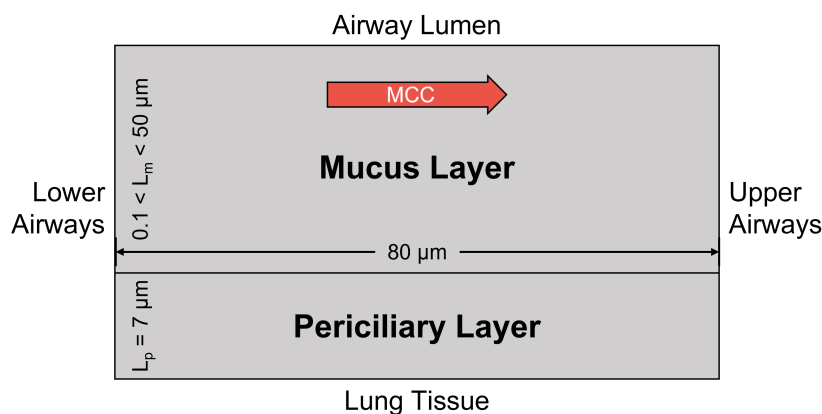 Airway Lumen
MCC
0.1 < Lm < 50 µm
Mucus Layer
Lower
Airways
Upper
Airways
80 µm
Lp = 7 µm
Periciliary Layer
Lung Tissue